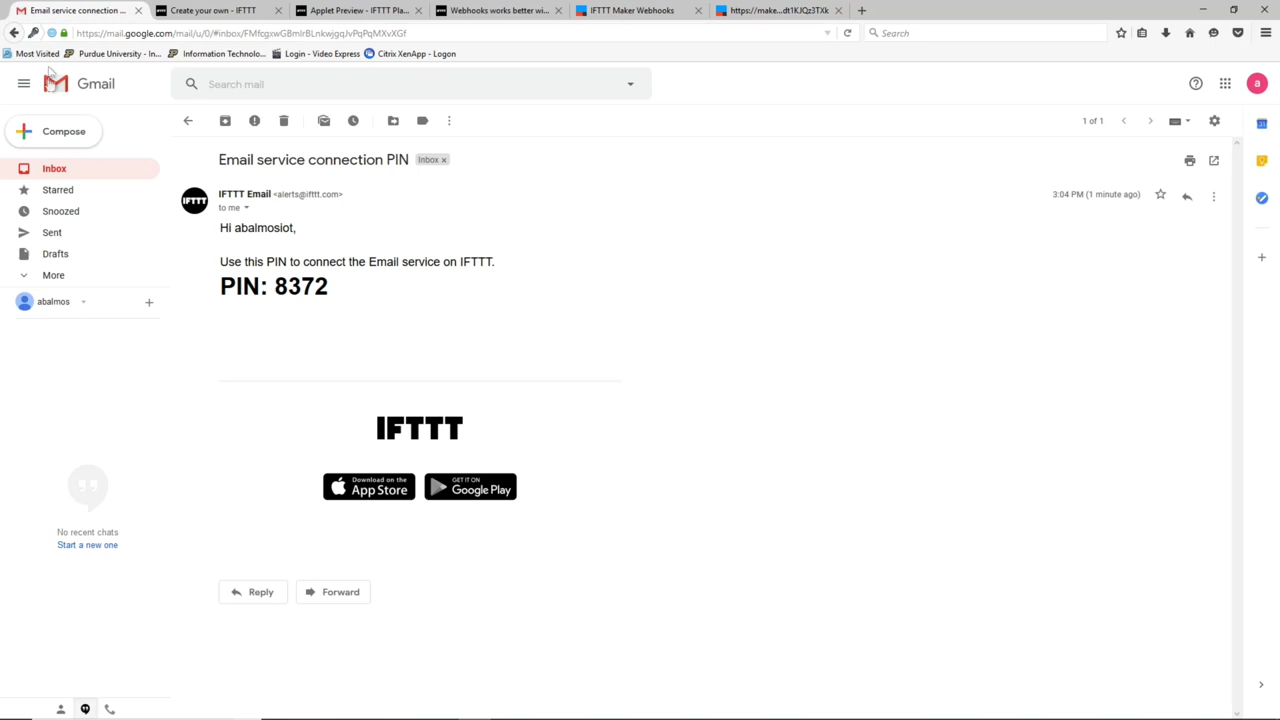 Email service connection ...
Create your own - IFTTT
Applet Preview - IFTTT Pla...
Webhooks works better wi...
IFTTT Maker Webhooks
https://make...dt1KJQz3TXk
https://mail.google.com/mail/u/0/#inbox/FMfcgxwGBmlrBLnkwjgqJvPqPqMXvXGf
Search
Most Visited
Purdue University - In...
Information Technolo...
Login - Video Express
Citrix XenApp - Logon
Gmail
Search mail
a
Compose
1 of 1
Email service connection PIN
Inbox x
Inbox
IFTTT
IFTTT Email <alerts@ifttt.com>
3:04 PM (1 minute ago)
to me
Starred
Snoozed
Sent
Drafts
More
abalmos
Hi abalmosiot,
Use this PIN to connect the Email service on IFTTT.
PIN: 8372
IFTTT
Download on the
App Store
GET IT ON
Google Play
No recent chats
Start a new one
Reply
Forward